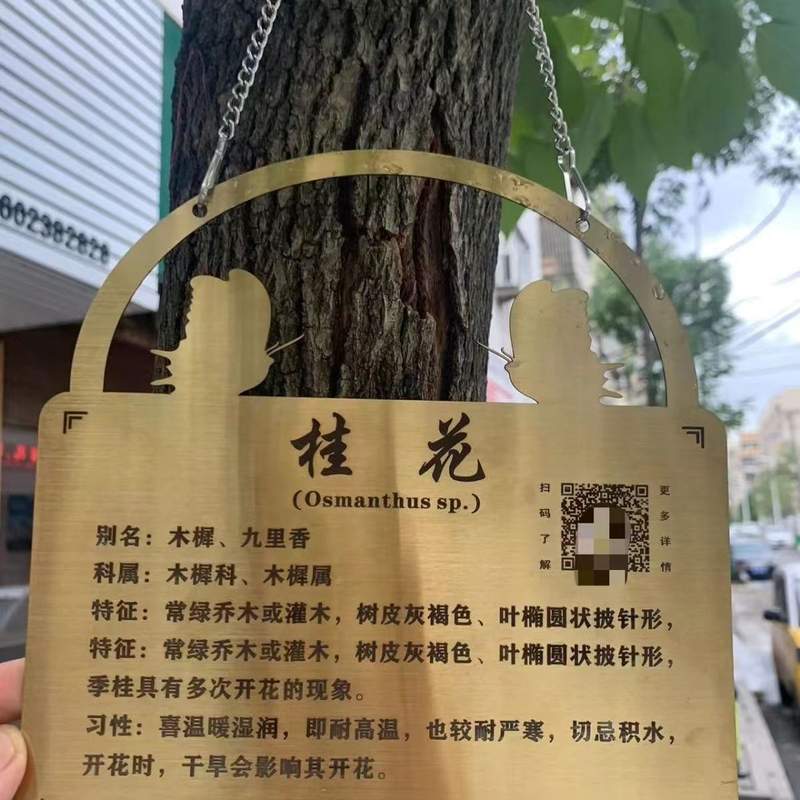 602382828
桂 花
(Osmanthus sp.)
扫码了解
更多详情
别名：木樨、九里香
科属：木樨科、木樨属
特征：常绿乔木或灌木，树皮灰褐色、叶椭圆状披针形，
特征：常绿乔木或灌木，树皮灰褐色、叶椭圆状披针形，
季桂具有多次开花的现象。
习性：喜温暖湿润，即耐高温，也较耐严寒，切忌积水，
开花时，干旱会影响其开花。